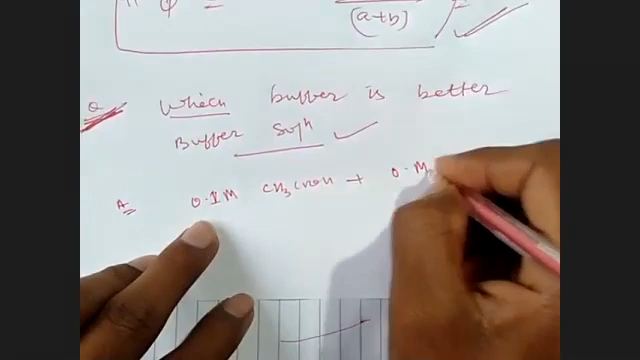 φ =
(a+b)
Q Which buffer is better
Buffer Solⁿ
A 0.1M CH3COOH + 0.M